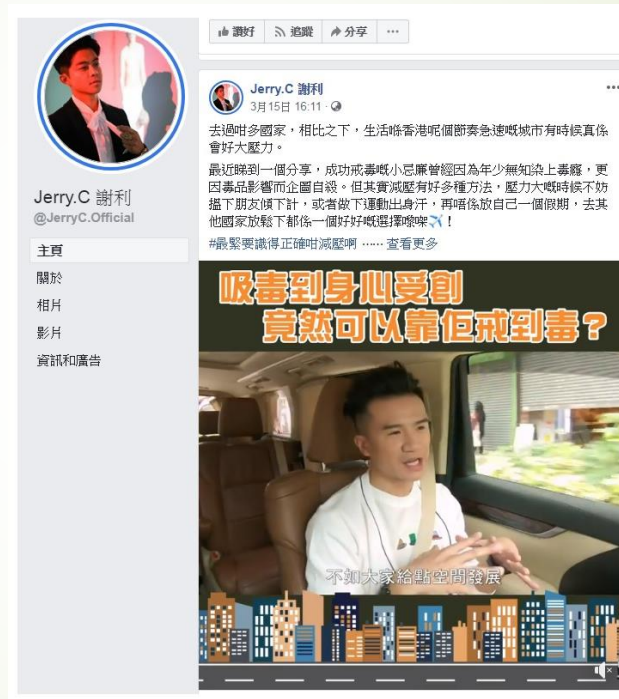 讚好 追蹤 分享 ...
Jerry.C 謝利
@JerryC.Official
主頁
關於
相片
影片
資訊和廣告
Jerry.C 謝利
3月15日 16:11 ·
去過咁多國家，相比之下，生活喺香港呢個節奏急速嘅城市有時候真係
會好大壓力。
最近睇到一個分享，成功戒毒嘅小忌廉曾經因為年少無知染上毒癮，更
因毒品影響而企圖自殺。但其實減壓有好多種方法，壓力大嘅時候不妨
搵下朋友傾下計，或者做下運動出身汗，再唔係放自己一個假期，去其
他國家放鬆下都係一個好好嘅選擇嚟㗎✈️！
#最緊要識得正確咁減壓啊 …… 查看更多
吸毒到身心受創
竟然可以靠佢戒到毒？
不如大家給點空間發展